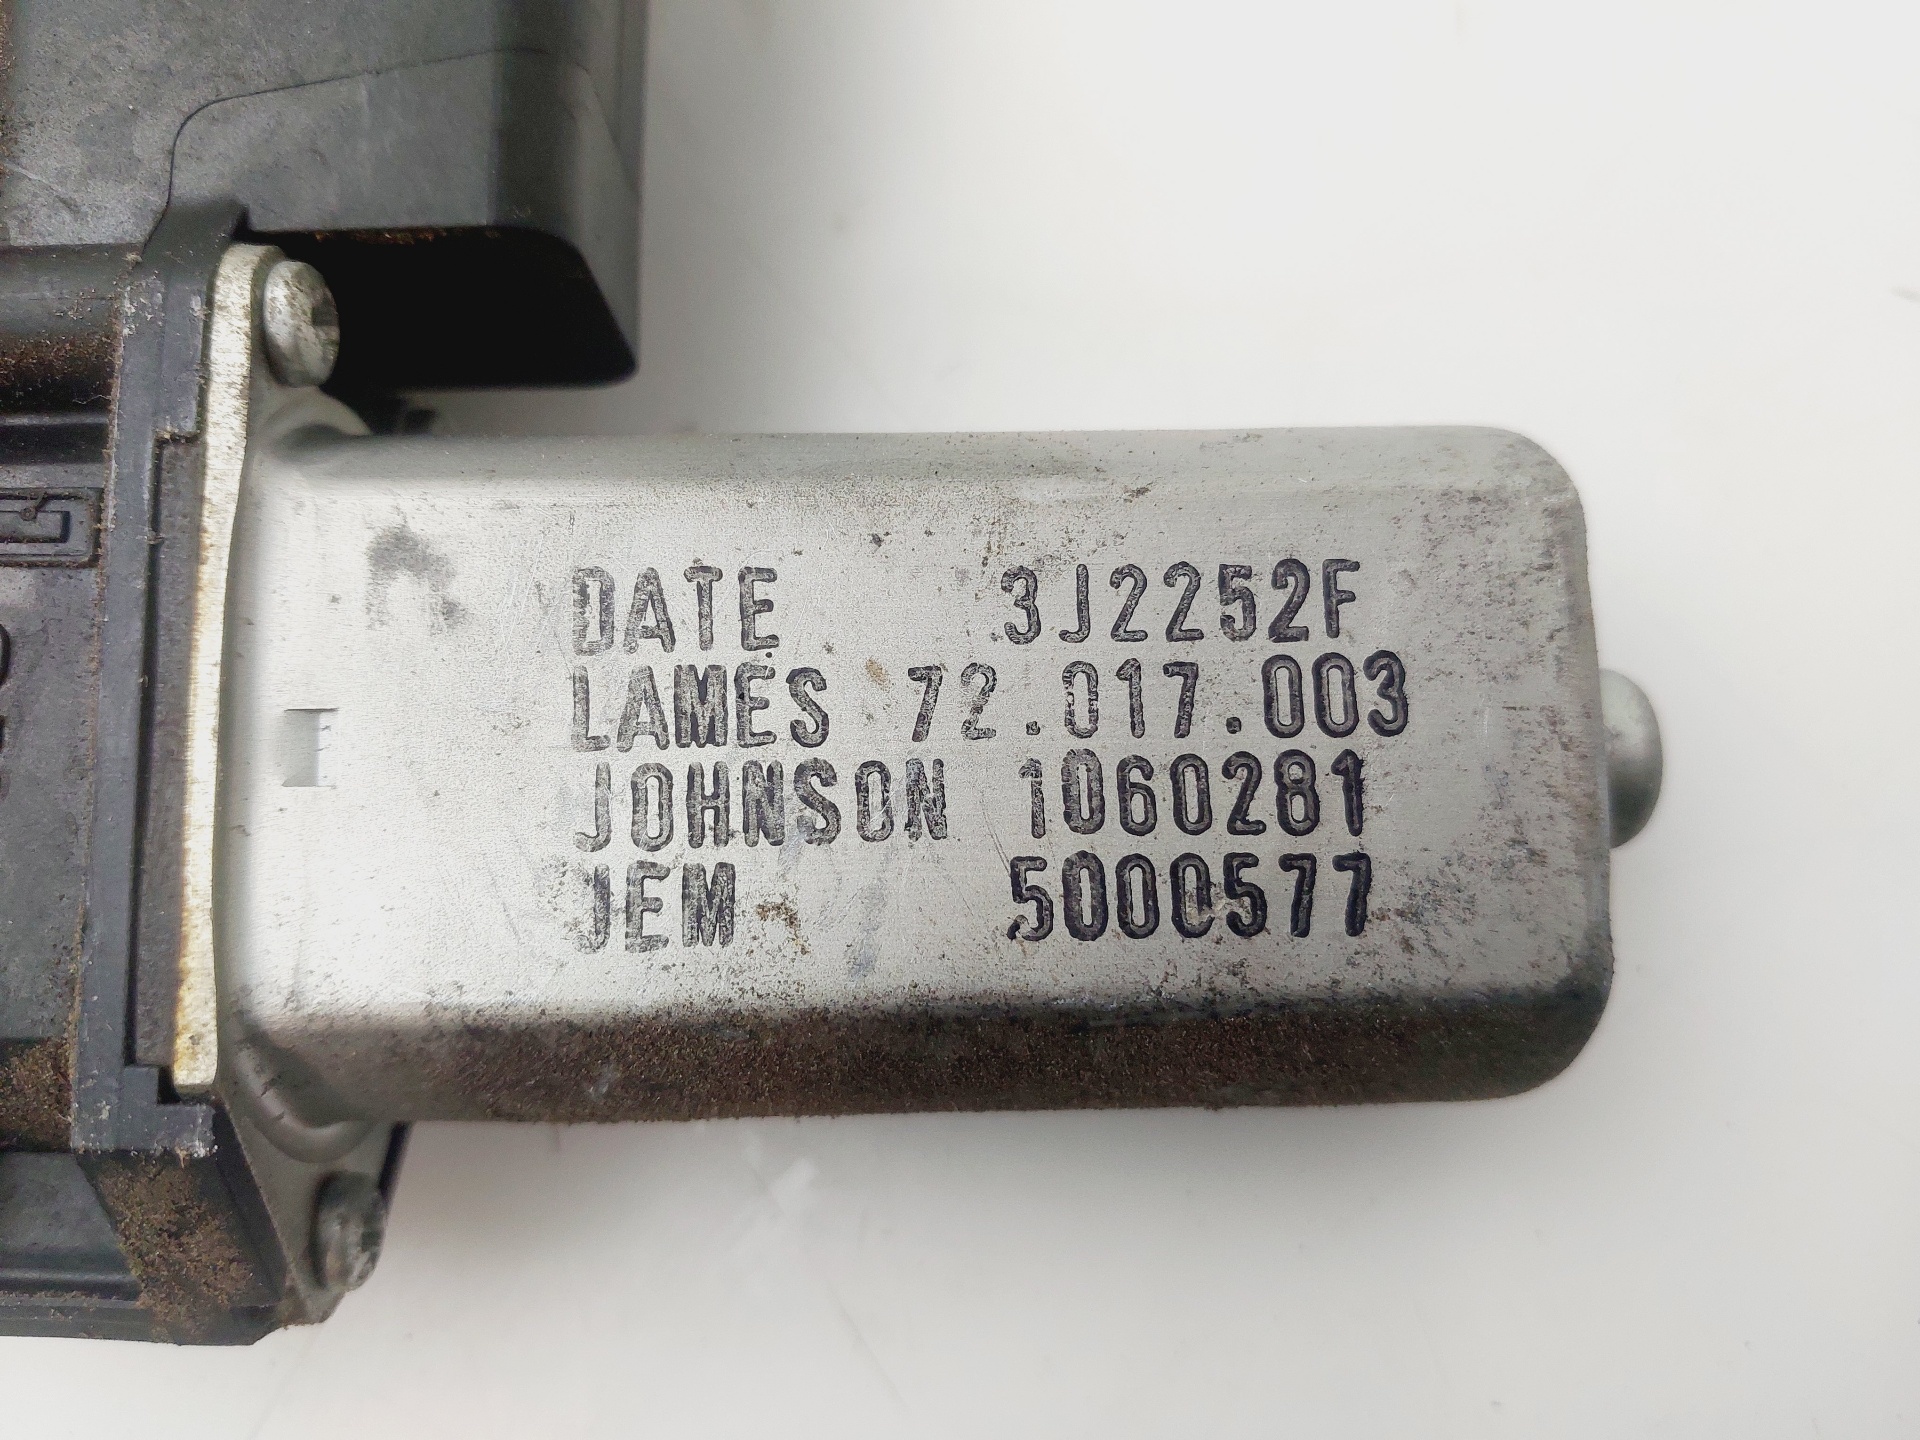 DATE 3J2252F
LAMES 72.017.003
JOHNSON 1060281
JEM 5000577